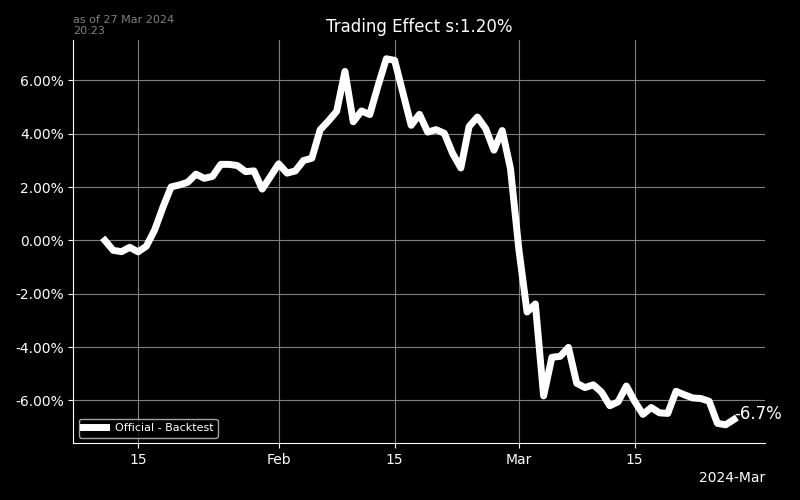 as of 27 Mar 2024
20:23
Trading Effect s:1.20%
6.00%
4.00%
2.00%
0.00%
-2.00%
-4.00%
-6.00%
-6.7%
Official - Backtest
15
Feb
15
Mar
15
2024-Mar